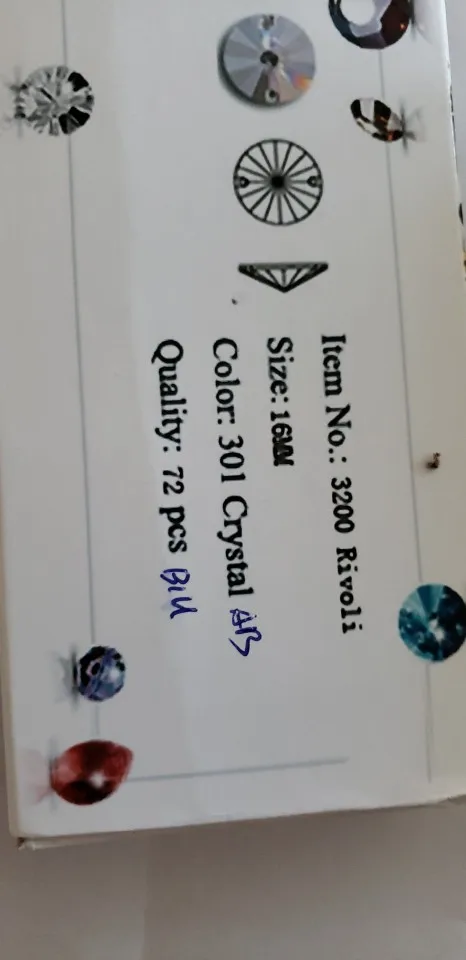 Item No.: 3200 Rivoli
Size: 16MM
Color: 301 Crystal AB
Quality: 72 pcs